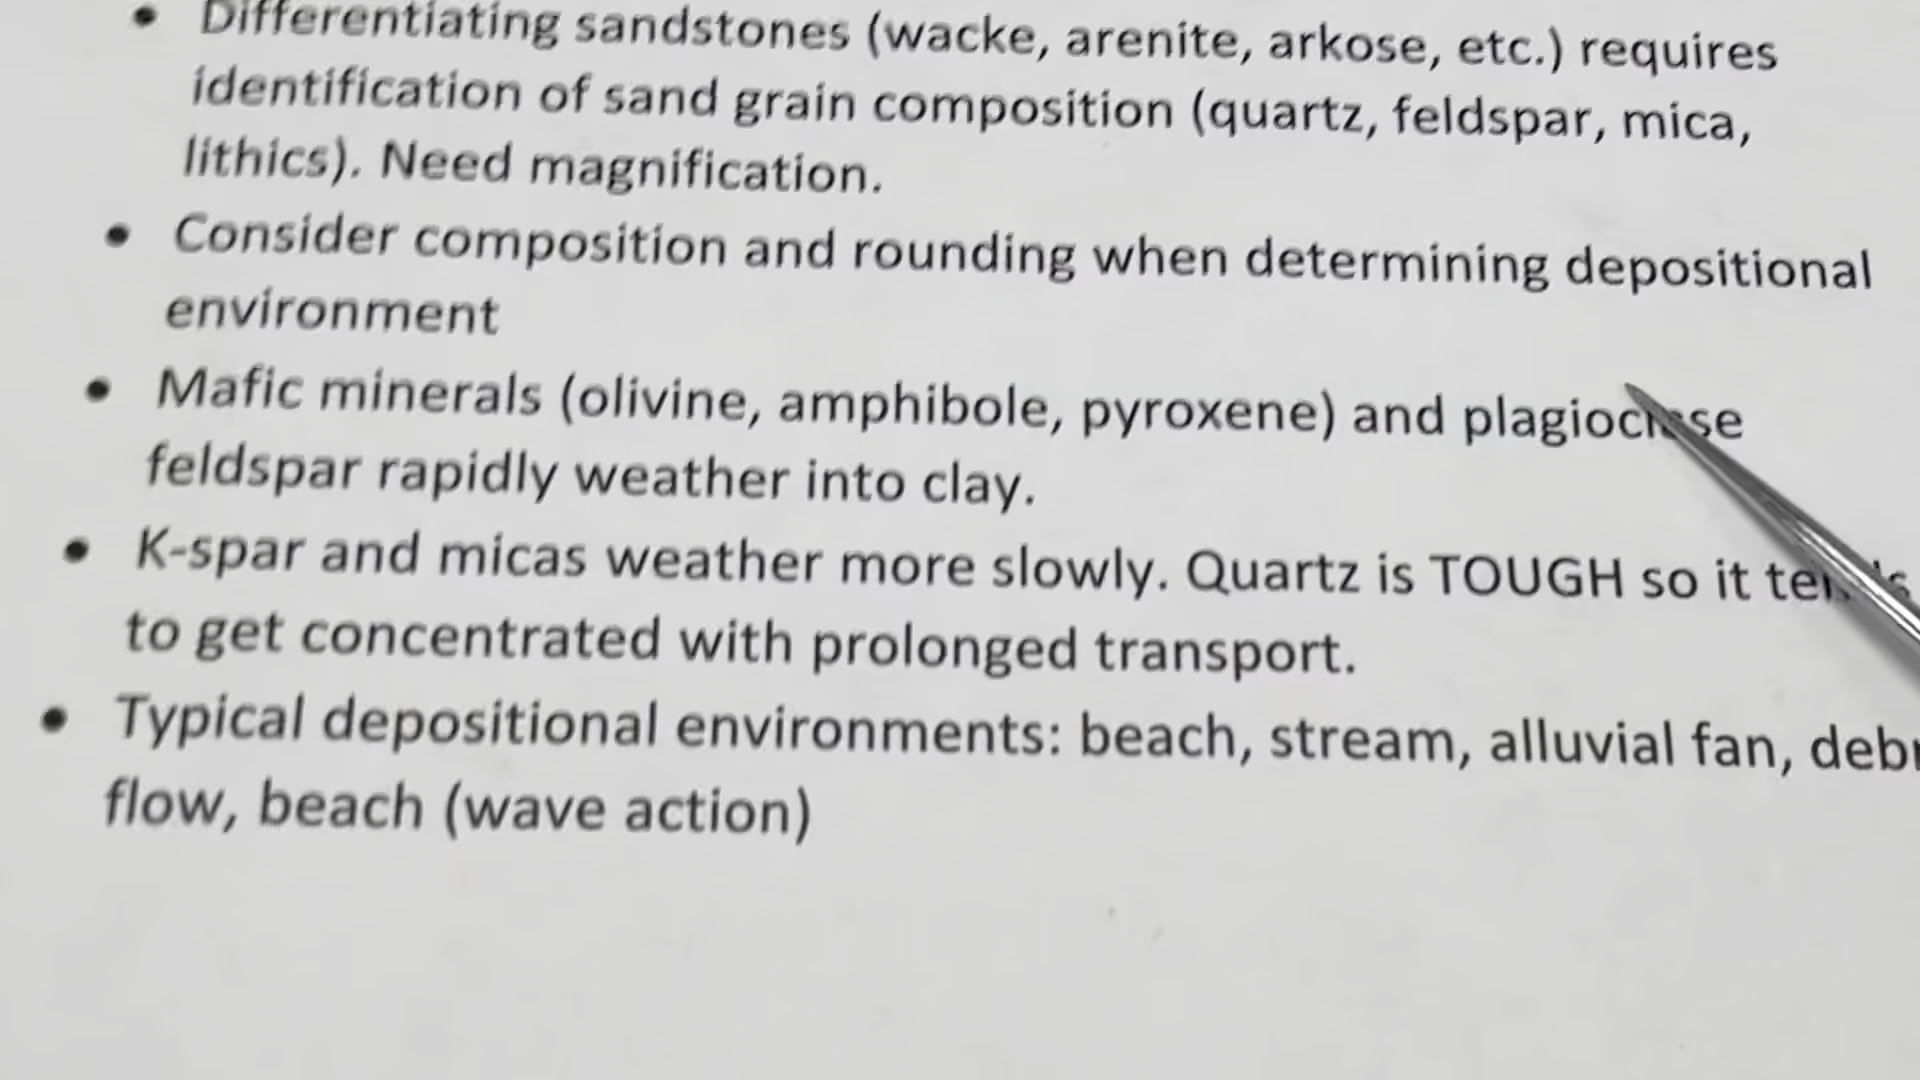 • Differentiating sandstones (wacke, arenite, arkose, etc.) requires
identification of sand grain composition (quartz, feldspar, mica,
lithics). Need magnification.
• Consider composition and rounding when determining depositional
environment
• Mafic minerals (olivine, amphibole, pyroxene) and plagioclase
feldspar rapidly weather into clay.
• K-spar and micas weather more slowly. Quartz is TOUGH so it tends
to get concentrated with prolonged transport.
• Typical depositional environments: beach, stream, alluvial fan,
flow, beach (wave action)